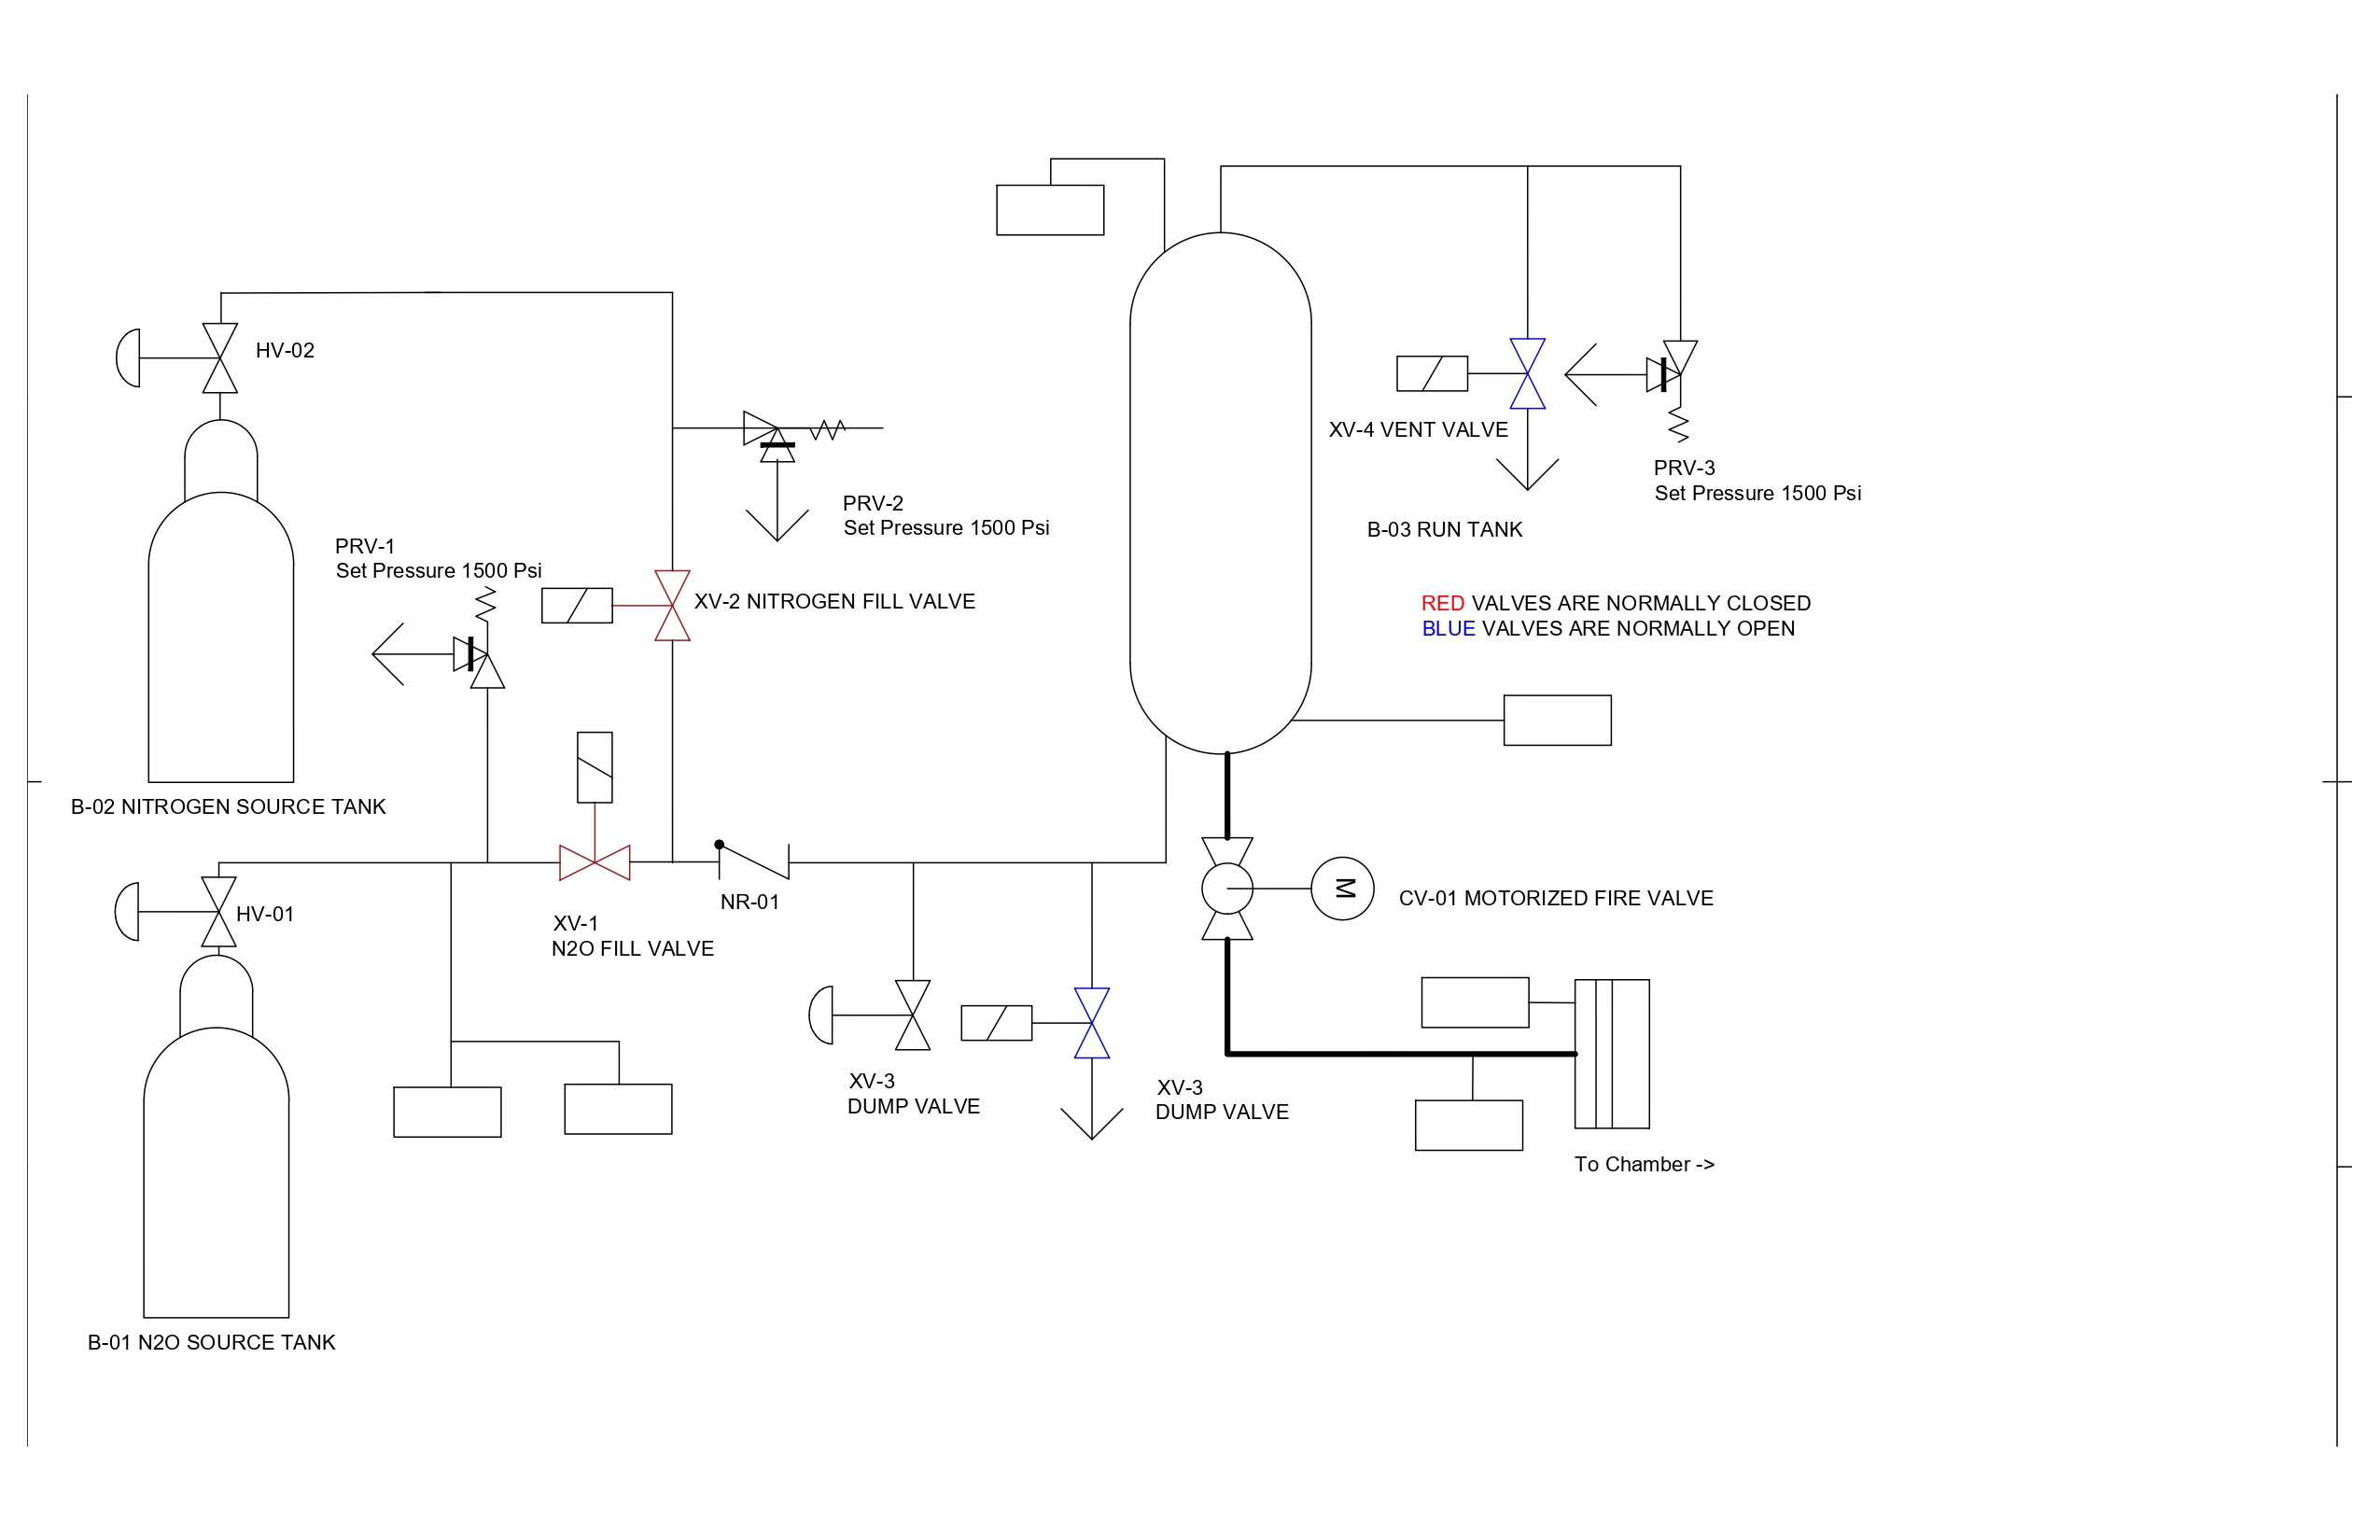 HV-02
XV-4 VENT VALVE
PRV-3
Set Pressure 1500 Psi
PRV-2
Set Pressure 1500 Psi
B-03 RUN TANK
PRV-1
Set Pressure 1500 Psi
XV-2 NITROGEN FILL VALVE
RED VALVES ARE NORMALLY CLOSED
BLUE VALVES ARE NORMALLY OPEN
B-02 NITROGEN SOURCE TANK
HV-01
XV-1
N2O FILL VALVE
NR-01
M
CV-01 MOTORIZED FIRE VALVE
XV-3
DUMP VALVE
XV-3
DUMP VALVE
To Chamber ->
B-01 N2O SOURCE TANK